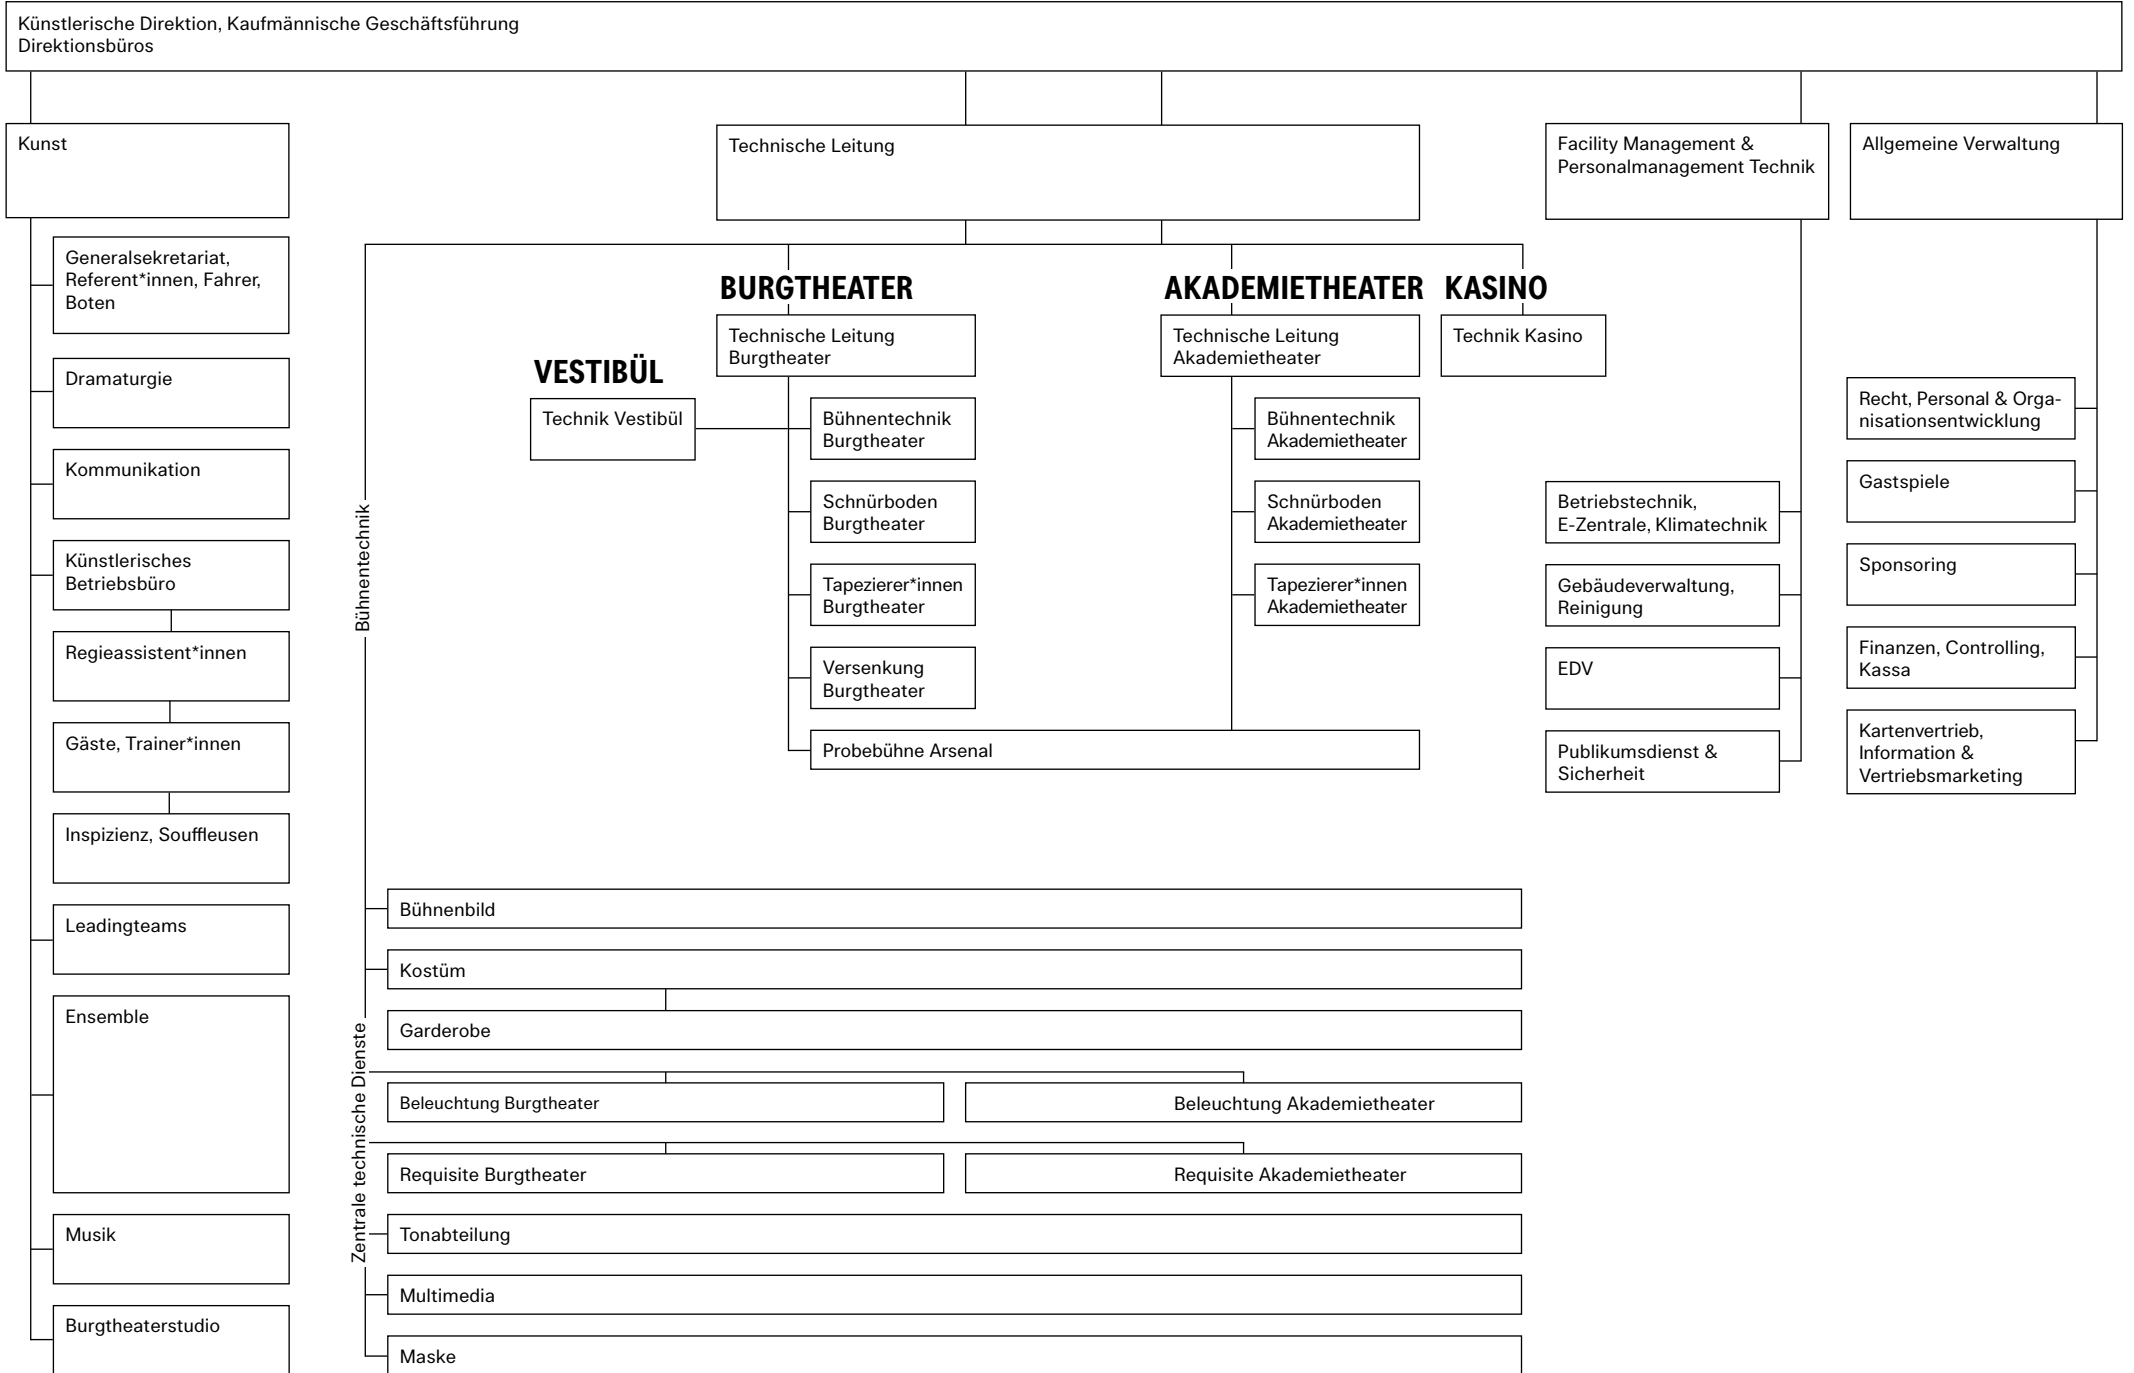 Künstlerische Direktion, Kaufmännische Geschäftsführung
Direktionsbüros
Kunst
Generalsekretariat,
Referent*innen, Fahrer,
Boten
Dramaturgie
Kommunikation
Künstlerisches
Betriebsbüro
Regieassistent*innen
Gäste, Trainer*innen
Inspizienz, Souffleusen
Leadingteams
Ensemble
Musik
Burgtheaterstudio
Technische Leitung
Bühnentechnik
Zentrale technische Dienste
VESTIBÜL
Technik Vestibül
BURGTHEATER
Technische Leitung
Burgtheater
Bühnentechnik
Burgtheater
Schnürboden
Burgtheater
Tapezierer*innen
Burgtheater
Versenkung
Burgtheater
Probebühne Arsenal
AKADEMIETHEATER
Technische Leitung
Akademietheater
Bühnentechnik
Akademietheater
Schnürboden
Akademietheater
Tapezierer*innen
Akademietheater
KASINO
Technik Kasino
Bühnenbild
Kostüm
Garderobe
Beleuchtung Burgtheater
Beleuchtung Akademietheater
Requisite Burgtheater
Requisite Akademietheater
Tonabteilung
Multimedia
Maske
Facility Management &
Personalmanagement Technik
Betriebstechnik,
E-Zentrale, Klimatechnik
Gebäudeverwaltung,
Reinigung
EDV
Publikumsdienst &
Sicherheit
Allgemeine Verwaltung
Recht, Personal & Orga-
nisationsentwicklung
Gastspiele
Sponsoring
Finanzen, Controlling,
Kassa
Kartenvertrieb,
Information &
Vertriebsmarketing